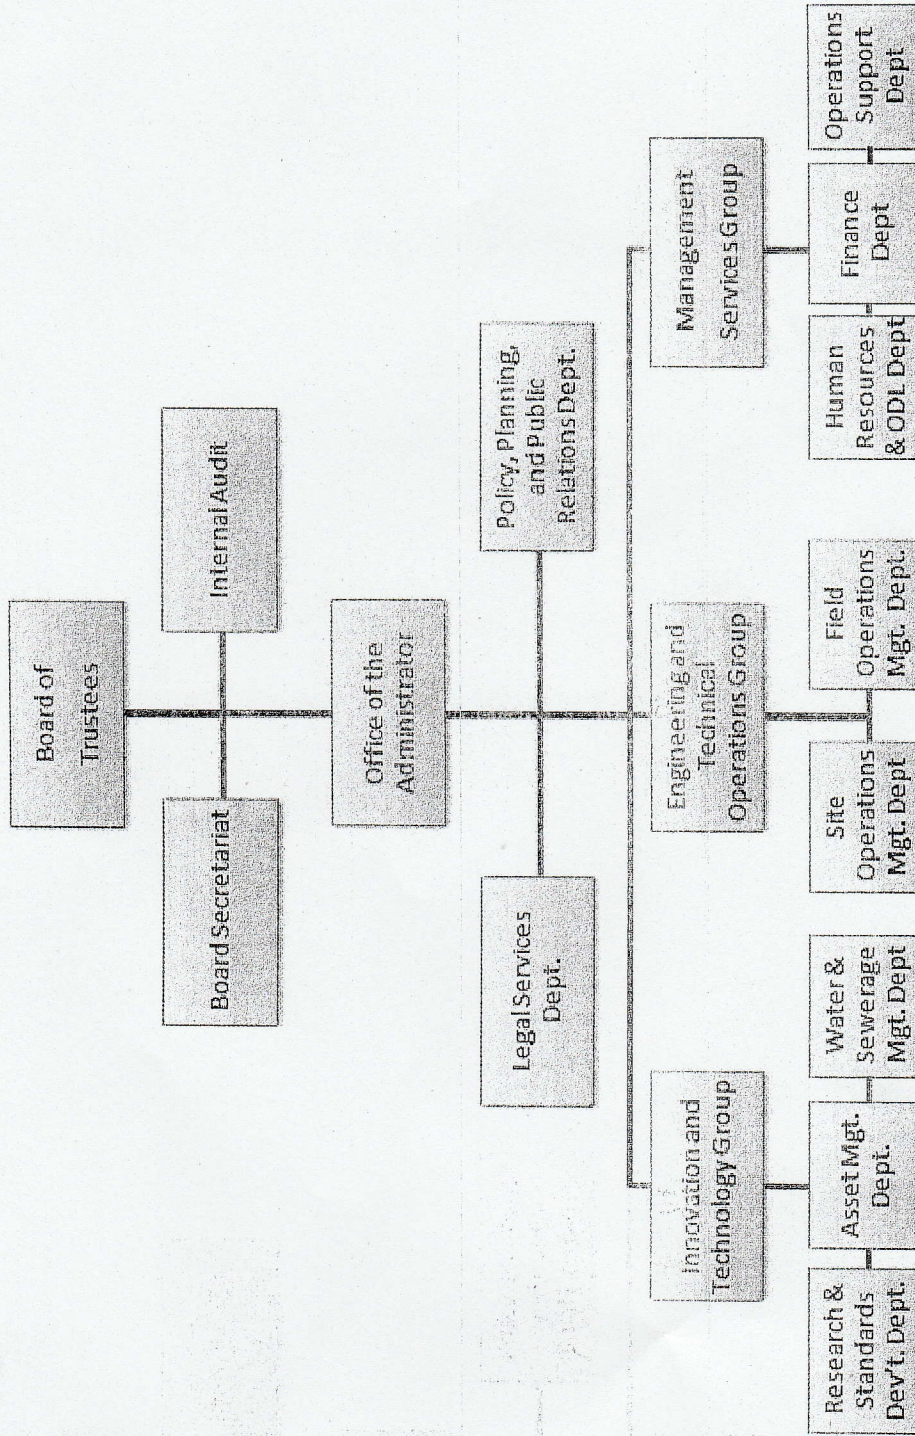 Board of
Trustees
Board Secretariat
Internal Audit
Office of the
Administrator
Legal Services
Dept.
Policy, Planning,
and Public
Relations Dept.
Innovation and
Technology Group
Engineering and
Technical
Operations Group
Management
Services Group
Research &
Standards
Dev't. Dept.
Asset Mgt.
Dept.
Water &
Sewerage
Mgt. Dept
Site
Operations
Mgt. Dept
Field
Operations
Mgt. Dept.
Human
Resources
& ODL Dept
Finance
Dept
Operations
Support
Dept